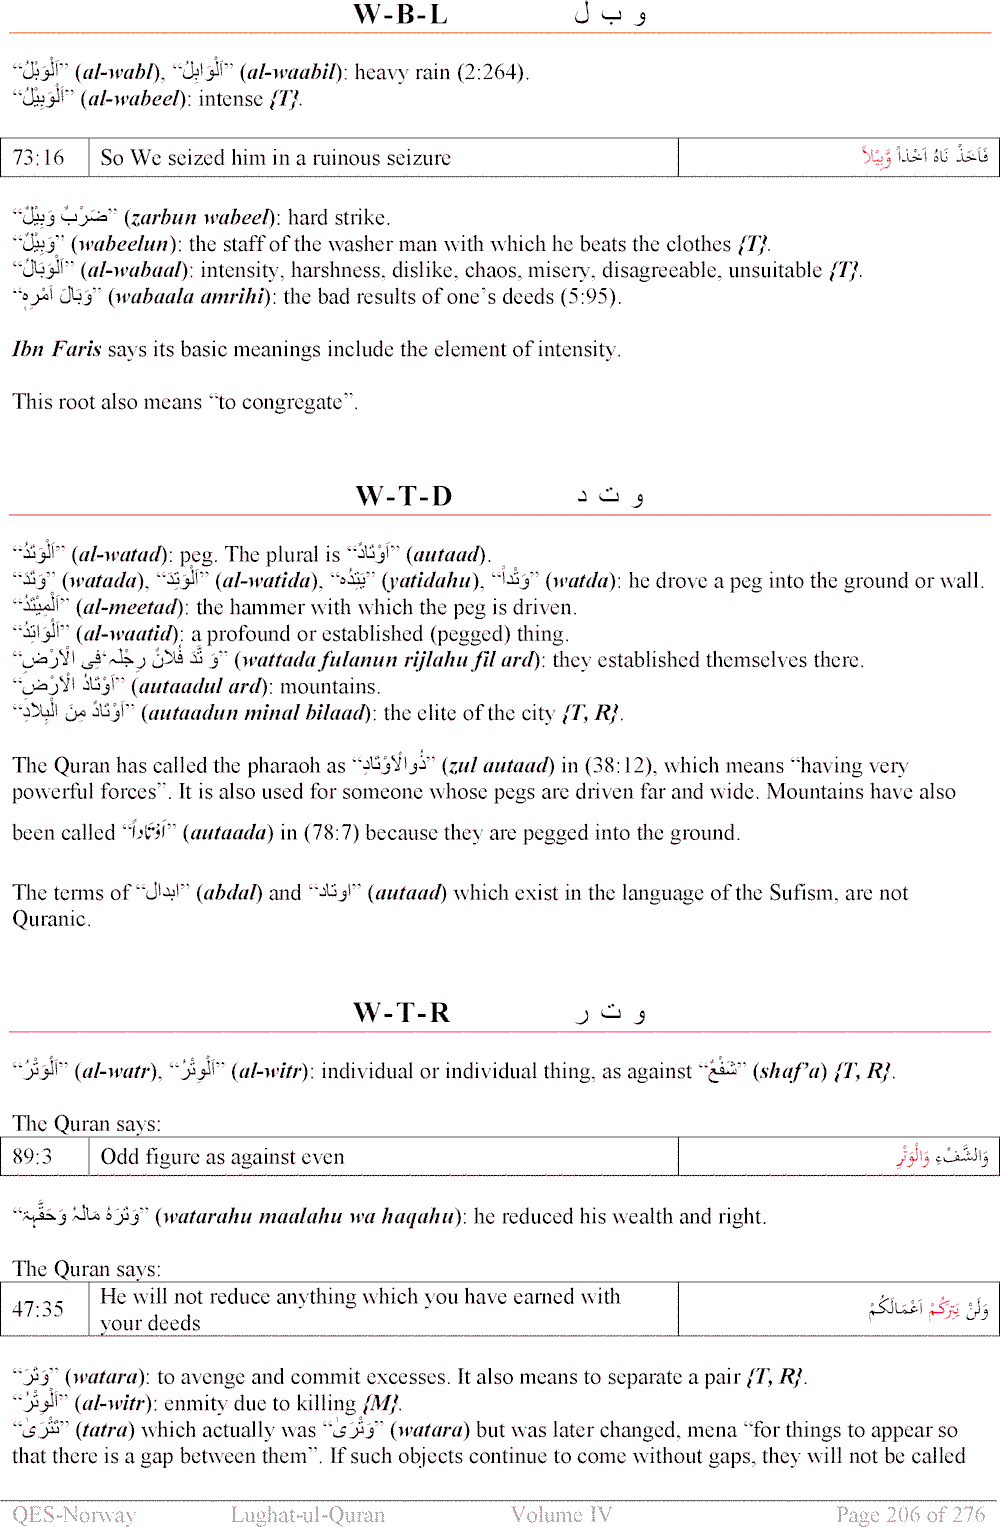 W-B-L و ب ل
“اَلْوَبْلُ” (al-wabl), “اَلْوَابِلُ” (al-waabil): heavy rain (2:264).
“اَلْوَبِيْلُ” (al-wabeel): intense {T}.
73:16 So We seized him in a ruinous seizure فَاَخَذْ نَاہُ اَخْذاً وَّبِيْلاً
“ضَرْبٌ وَبِيْلٌ” (zarbun wabeel): hard strike.
“وَبِيْلٌ” (wabeelun): the staff of the washer man with which he beats the clothes {T}.
“اَلْوَبَالُ” (al-wabaal): intensity, harshness, dislike, chaos, misery, disagreeable, unsuitable {T}.
“وَبَالَ اَمْرِہٖ” (wabaala amrihi): the bad results of one’s deeds (5:95).
Ibn Faris says its basic meanings include the element of intensity.
This root also means “to congregate”.
W-T-D و ت د
“اَلْوَتَدُ” (al-watad): peg. The plural is “اَوْتَادٌ” (autaad).
“وَتَدَ” (watada), “اَلْوَتِدَ” (al-watida), “يَتِدُہ” (yatidahu), “وَتْداً” (watda): he drove a peg into the ground or wall.
“اَلْمِيْتَدُ” (al-meetad): the hammer with which the peg is driven.
“اَلْوَاتِدُ” (al-waatid): a profound or established (pegged) thing.
“وَ تَّدَ فُلَانٌ رِجْلَہ‘ فِی الْاَرْضِ” (wattada fulanun rijlahu fil ard): they established themselves there.
“اَوْتَادُ الْاَرْضِ” (autaadul ard): mountains.
“اَوْتَادٌ مِنَ الْبِلَادِ” (autaadun minal bilaad): the elite of the city {T, R}.
The Quran has called the pharaoh as “ذُوالْاَوْتَادِ” (zul autaad) in (38:12), which means “having very
powerful forces”. It is also used for someone whose pegs are driven far and wide. Mountains have also
been called “اَوْتَاداً” (autaada) in (78:7) because they are pegged into the ground.
The terms of “ابدال” (abdal) and “اوتاد” (autaad) which exist in the language of the Sufism, are not
Quranic.
W-T-R و ت ر
“اَلْوَتْرُ” (al-watr), “اَلْوِتْرُ” (al-witr): individual or individual thing, as against “شَفْعٌ” (shaf’a) {T, R}.
The Quran says:
89:3 Odd figure as against even وَالشَّفْءِ وَالْوَتْرِ
“وَتَرَہُ مَالَہُ وَحَقَّہۃَ” (watarahu maalahu wa haqahu): he reduced his wealth and right.
The Quran says:
47:35 He will not reduce anything which you have earned with وَلَنْ يَتِرَكُمْ اَعْمَالَكُمْ
your deeds
“وَتَرَ” (watara): to avenge and commit excesses. It also means to separate a pair {T, R}.
“اَلْوِتْرُ” (al-witr): enmity due to killing {M}.
“تَتْرَیٰ” (tatra) which actually was “وَتْرَیٰ” (watara) but was later changed, mena “for things to appear so
that there is a gap between them”. If such objects continue to come without gaps, they will not be called
QES-Norway Lughat-ul-Quran Volume IV Page 206 of 276